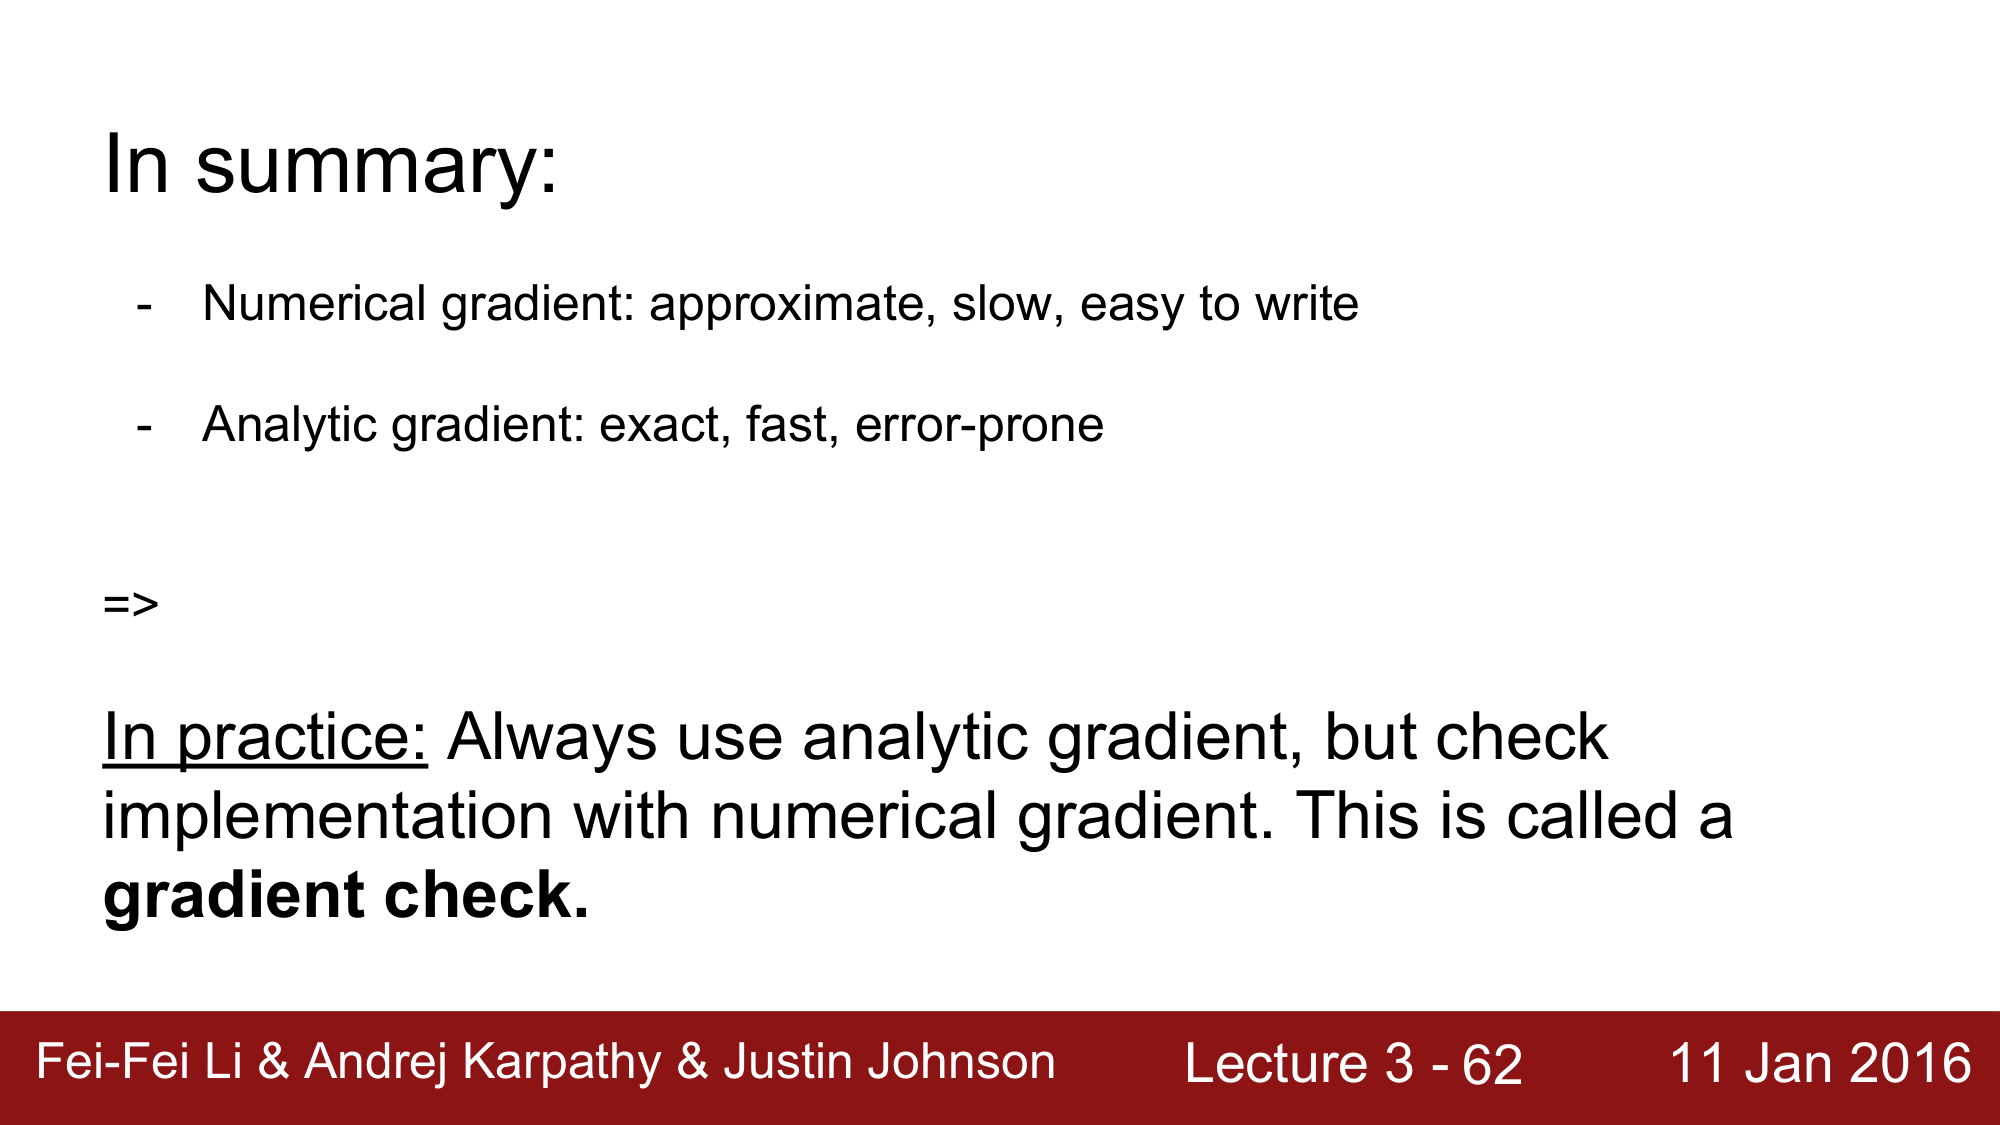 In summary:
- Numerical gradient: approximate, slow, easy to write
- Analytic gradient: exact, fast, error-prone
=>
In practice: Always use analytic gradient, but check
implementation with numerical gradient. This is called a
gradient check.
Fei-Fei Li & Andrej Karpathy & Justin Johnson Lecture 3 - 62 11 Jan 2016